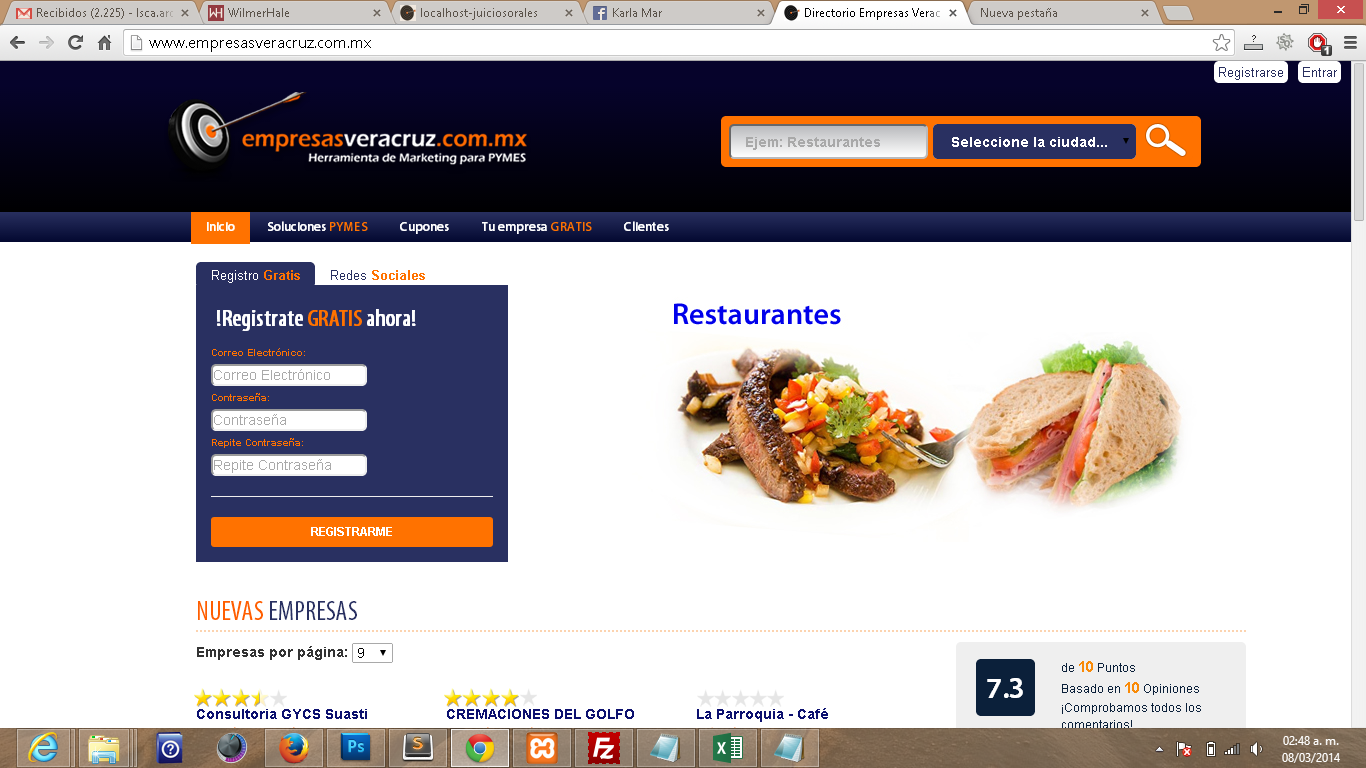 Recibidos (2.225) - lsca.arc
WilmerHale
localhost-juiciosorales
Karla Mar
Directorio Empresas Verac
Nueva pestaña
www.empresasveracruz.com.mx
1
Registrarse Entrar
empresasveracruz.com.mx
Herramienta de Marketing para PYMES
Ejem: Restaurantes
Seleccione la ciudad...
Inicio
Soluciones PYMES
Cupones
Tu empresa GRATIS
Clientes
Registro Gratis
Redes Sociales
!Registrate GRATIS ahora!
Correo Electrónico:
Correo Electrónico
Contraseña:
Contraseña
Repite Contraseña:
Repite Contraseña
REGISTRARME
Restaurantes
NUEVAS EMPRESAS
Empresas por página: 9
Consultoria GYCS Suasti
CREMACIONES DEL GOLFO
La Parroquia - Café
7.3
de 10 Puntos
Basado en 10 Opiniones
¡Comprobamos todos los
comentarios!
Ps
S
Fz
X
02:48 a. m.
08/03/2014